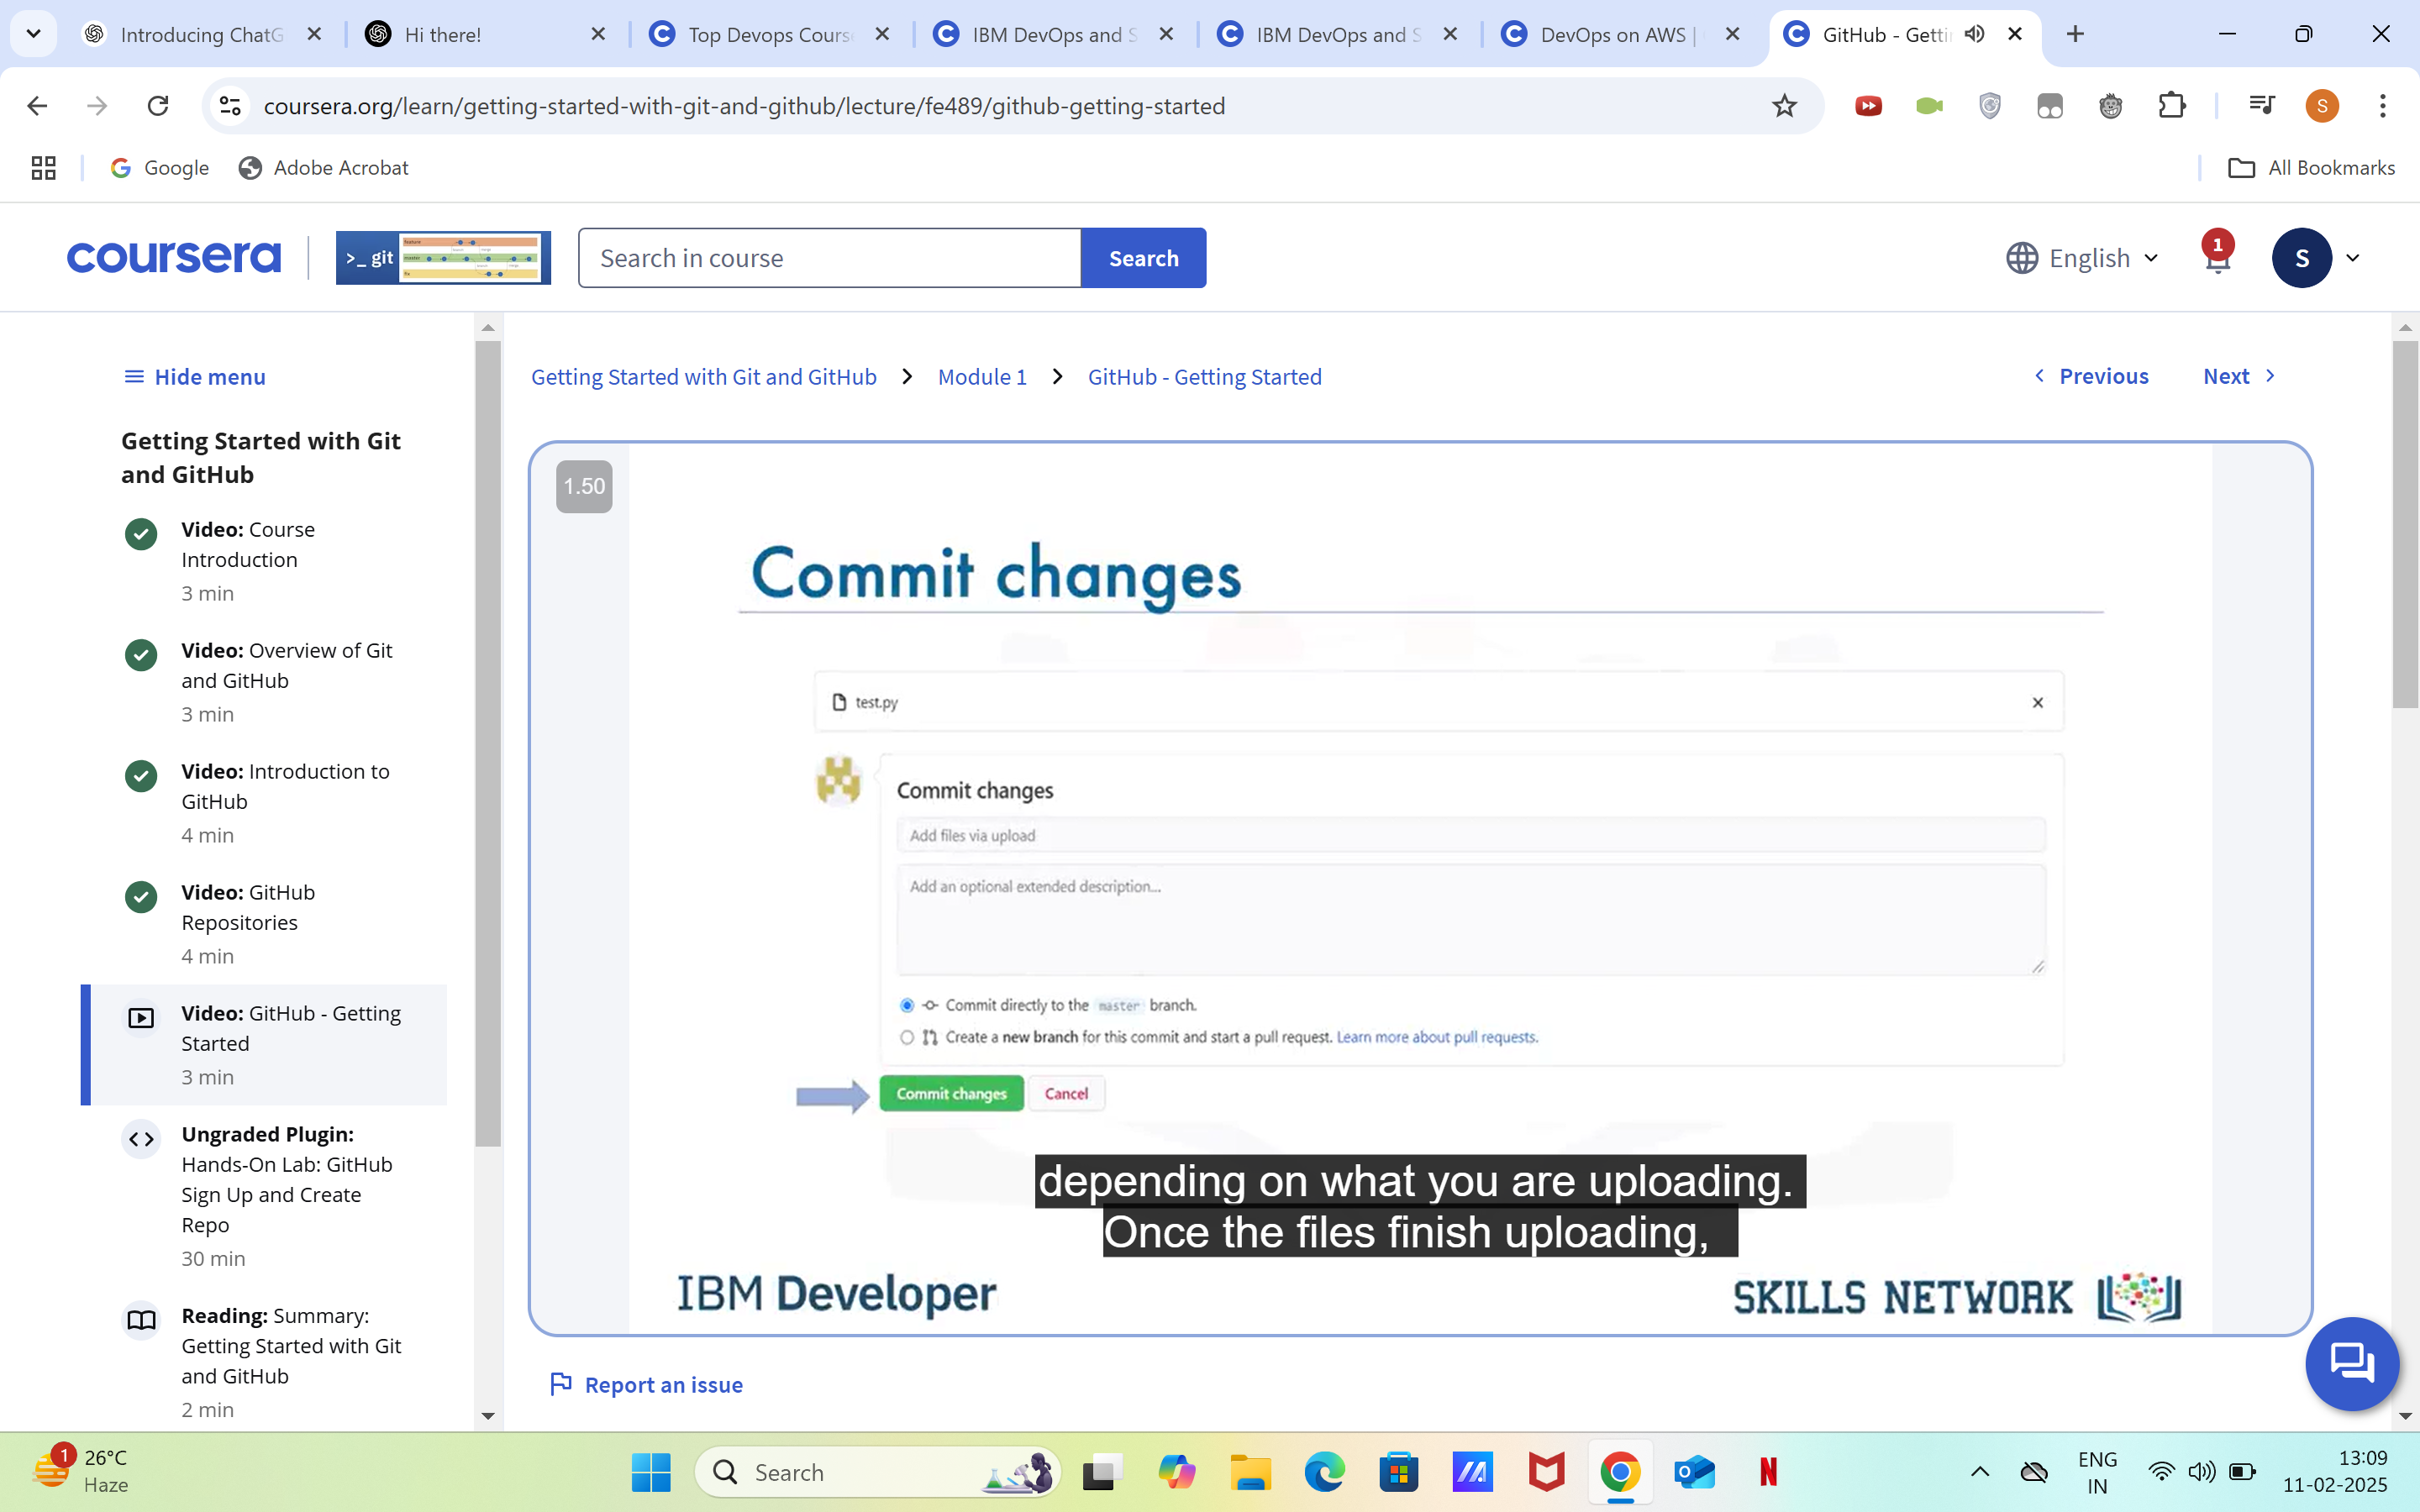 Introducing ChatG
Hi there!
Top Devops Cours
IBM DevOps and S
IBM DevOps and S
DevOps on AWS |
GitHub - Getti
coursera.org/learn/getting-started-with-git-and-github/lecture/fe489/github-getting-started
S
Google
Adobe Acrobat
All Bookmarks
coursera
>_ git
Search in course
Search
English
1
S
Hide menu
Getting Started with Git and GitHub
Module 1
GitHub - Getting Started
Previous
Next
Getting Started with Git
and GitHub
Video: Course
Introduction
3 min
Video: Overview of Git
and GitHub
3 min
Video: Introduction to
GitHub
4 min
Video: GitHub
Repositories
4 min
Video: GitHub - Getting
Started
3 min
Ungraded Plugin:
Hands-On Lab: GitHub
Sign Up and Create
Repo
30 min
Reading: Summary:
Getting Started with Git
and GitHub
2 min
1.50
Commit changes
test.py
Commit changes
Add files via upload
Add an optional extended description...
Commit directly to the master branch.
Create a new branch for this commit and start a pull request. Learn more about pull requests.
Commit changes
Cancel
depending on what you are uploading.
Once the files finish uploading,
IBM Developer
SKILLS NETWORK
Report an issue
1
26°C
Haze
Search
N
ENG
IN
13:09
11-02-2025